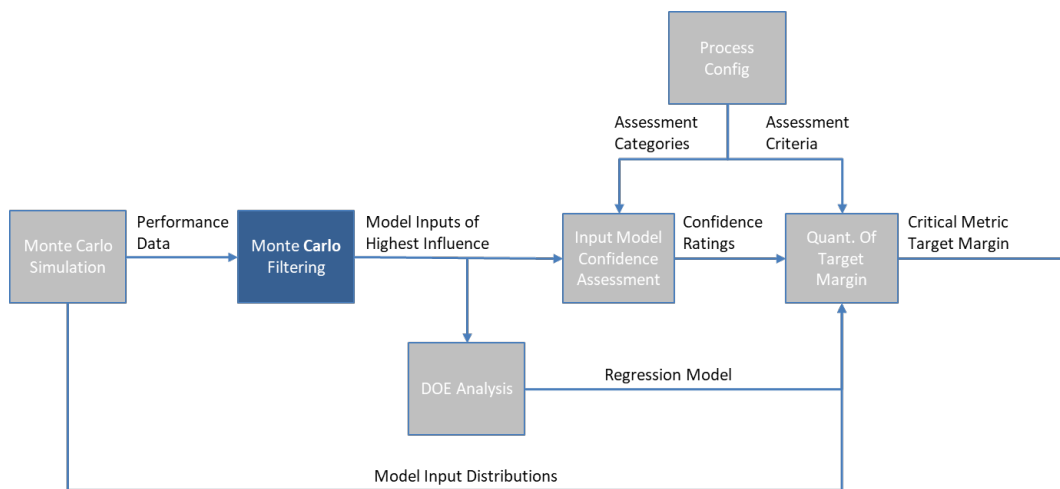 Process
Config
Assessment
Categories
Assessment
Criteria
Monte Carlo
Simulation
Performance
Data
Monte Carlo
Filtering
Model Inputs of
Highest Influence
Input Model
Confidence
Assessment
Confidence
Ratings
Quant. Of
Target
Margin
Critical Metric
Target Margin
DOE Analysis
Regression Model
Model Input Distributions